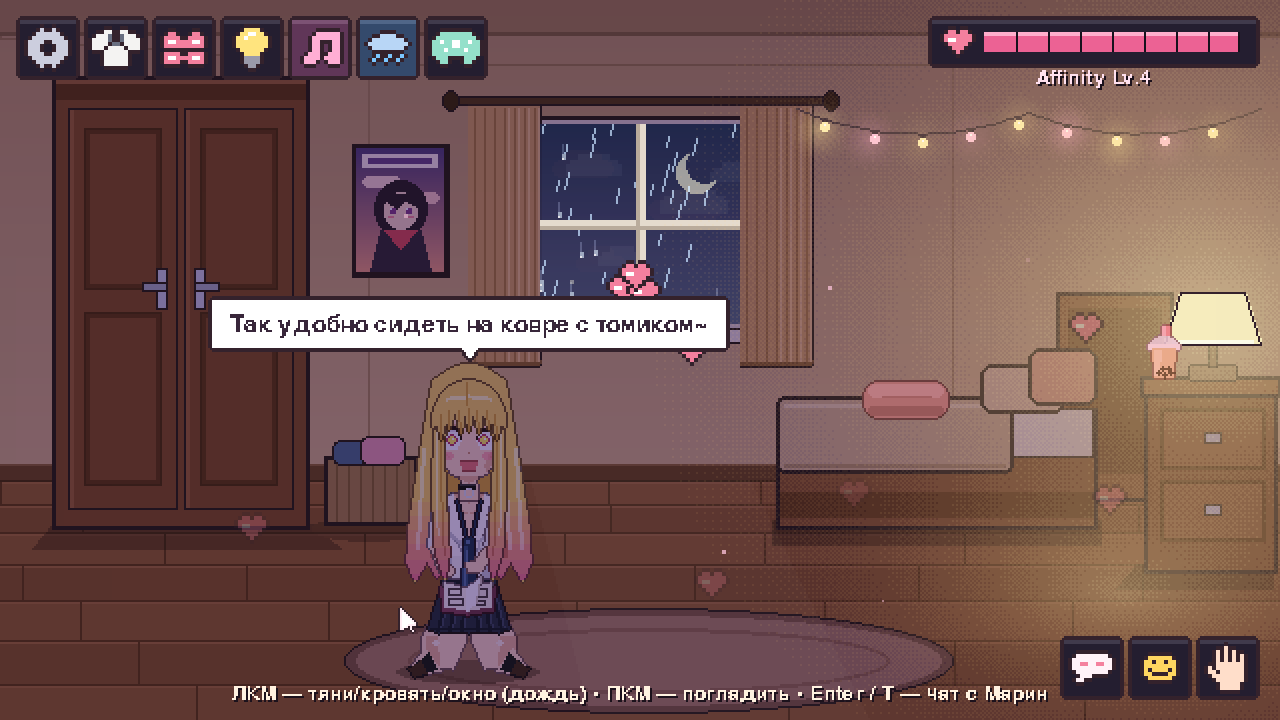 Affinity Lv.4
Так удобно сидеть на ковре с томиком~
ЛКМ — тяни/кровать/окно (дождь) • ПКМ — погладить • Enter / T — чат с Марин